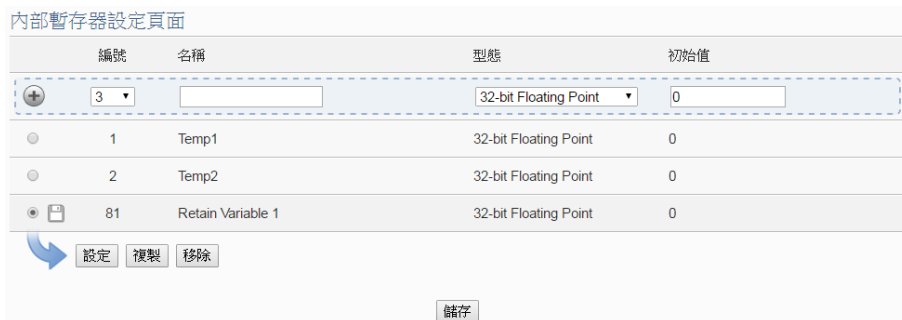 內部暫存器設定頁面
編號 名稱 型態 初始值
3 32-bit Floating Point 0
1 Temp1 32-bit Floating Point 0
2 Temp2 32-bit Floating Point 0
81 Retain Variable 1 32-bit Floating Point 0
設定 複製 移除
儲存